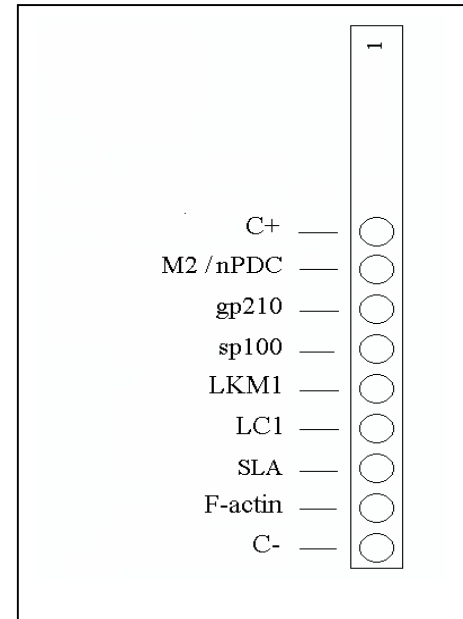 1
C+
M2 /nPDC
gp210
sp100
LKM1
LC1
SLA
F-actin
C-